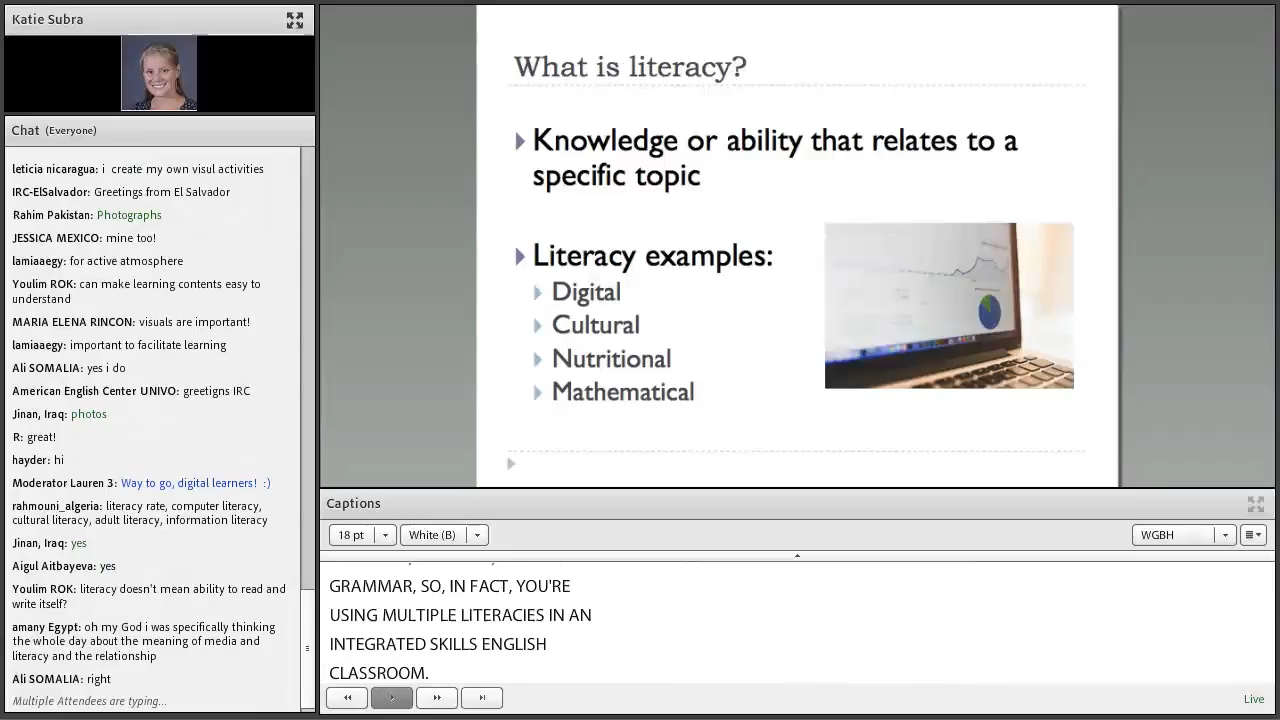 Katie Subra
Chat (Everyone)
leticia nicaragua: i create my own visul activities
IRC-ElSalvador: Greetings from El Salvador
Rahim Pakistan: Photographs
JESSICA MEXICO: mine too!
lamiaaegy: for active atmosphere
Youlim ROK: can make learning contents easy to
understand
MARIA ELENA RINCON: visuals are important!
lamiaaegy: important to facilitate learning
Ali SOMALIA: yes i do
American English Center UNIVO: greetigns IRC
Jinan, Iraq: photos
R: great!
hayder: hi
Moderator Lauren 3: Way to go, digital learners! :)
rahmouni_algeria: literacy rate, computer literacy,
cultural literacy, adult literacy, information literacy
Jinan, Iraq: yes
Aigul Aitbayeva: yes
Youlim ROK: literacy doesn't mean ability to read and
write itself?
amany Egypt: oh my God i was specifically thinking
the whole day about the meaning of media and
literacy and the relationship
Ali SOMALIA: right
Multiple Attendees are typing...
What is literacy?
Knowledge or ability that relates to a
specific topic
Literacy examples:
Digital
Cultural
Nutritional
Mathematical
Captions
18 pt
White (B)
WGBH
GRAMMAR, SO, IN FACT, YOU'RE
USING MULTIPLE LITERACIES IN AN
INTEGRATED SKILLS ENGLISH
CLASSROOM.
Live